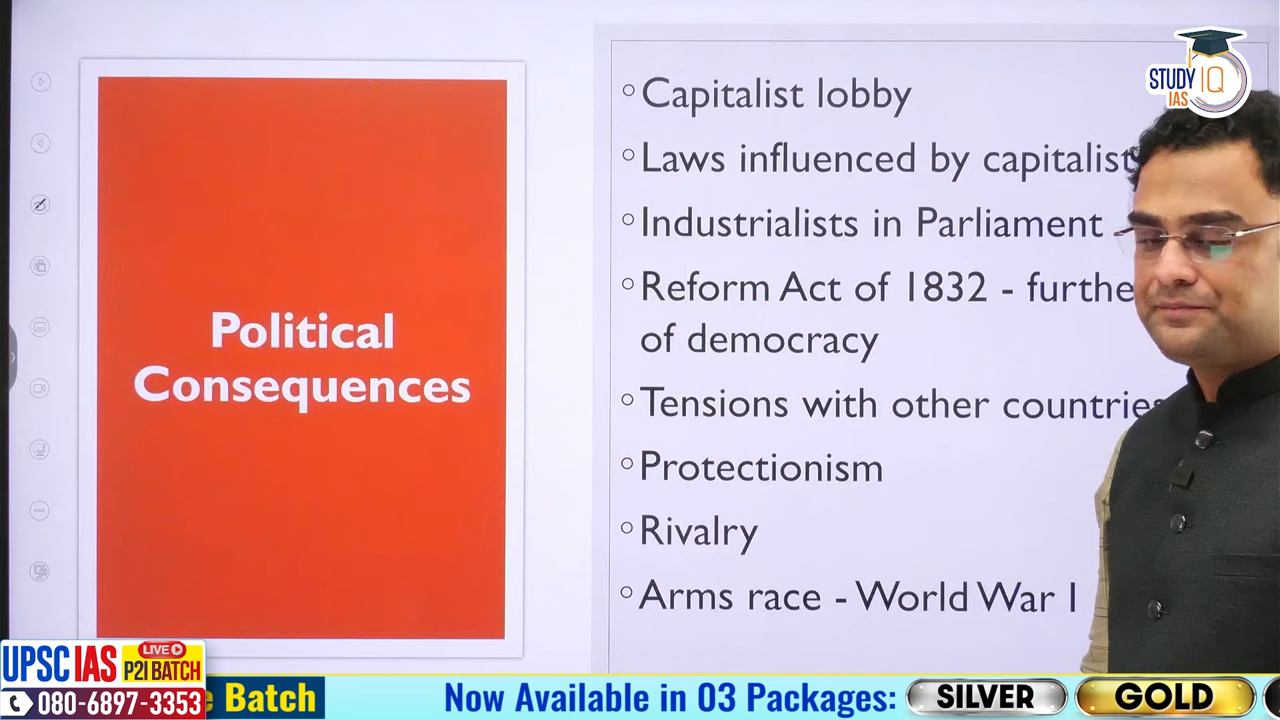 STUDY IQ
IAS
Political
Consequences
Capitalist lobby
Laws influenced by capitalist
Industrialists in Parliament
Reform Act of 1832 -
of democracy
Tensions with other countries
Protectionism
Rivalry
Arms race - World War I
UPSC IAS
LIVE
P2I BATCH
080-6897-3353
Batch
Now Available in 03 Packages:
SILVER
GOLD